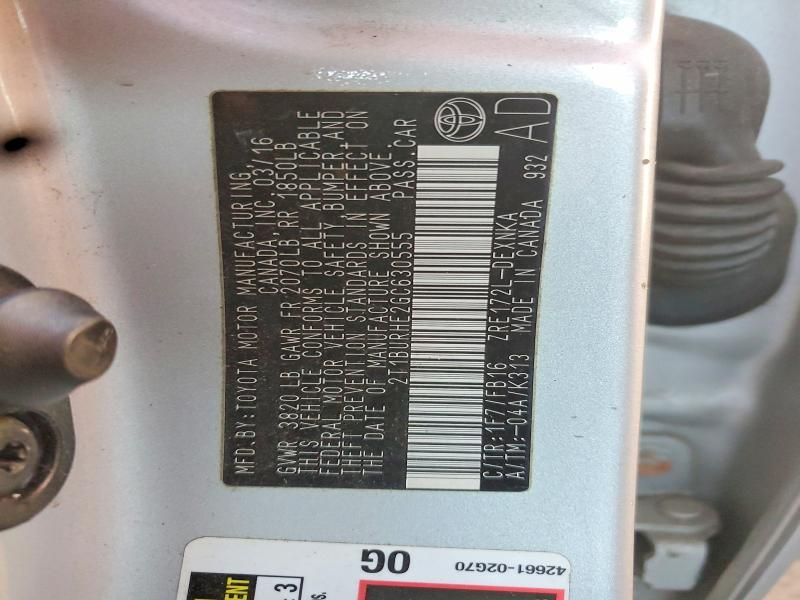 MFD.BY:TOYOTA MOTOR MANUFACTURING,
CANADA, INC. 03/16
GVWR 3820 LB GAWR FR 2070LB RR 1850LB
THIS VEHICLE CONFORMS TO ALL APPLICABLE
FEDERAL MOTOR VEHICLE SAFETY, BUMPER, AND
THEFT PREVENTION STANDARDS IN EFFECT ON
THE DATE OF MANUFACTURE SHOWN ABOVE.
2T1BURHE2GC630555 PASS.CAR
C/TR:1F7/FB16 ZRE172L-DEXNKA
A/TM:-04A/K313 MADE IN CANADA 932
AD
42661-02G70
0G